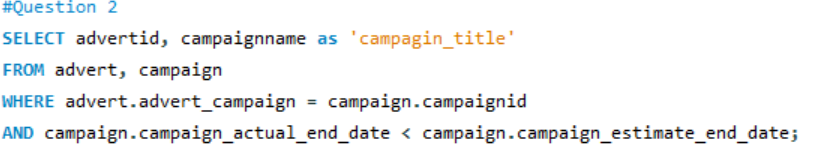 #Question 2
SELECT advertid, campaignname as 'campagin_title'
FROM advert, campaign
WHERE advert.advert_campaign = campaign.campaignid
AND campaign.campaign_actual_end_date < campaign.campaign_estimate_end_date;